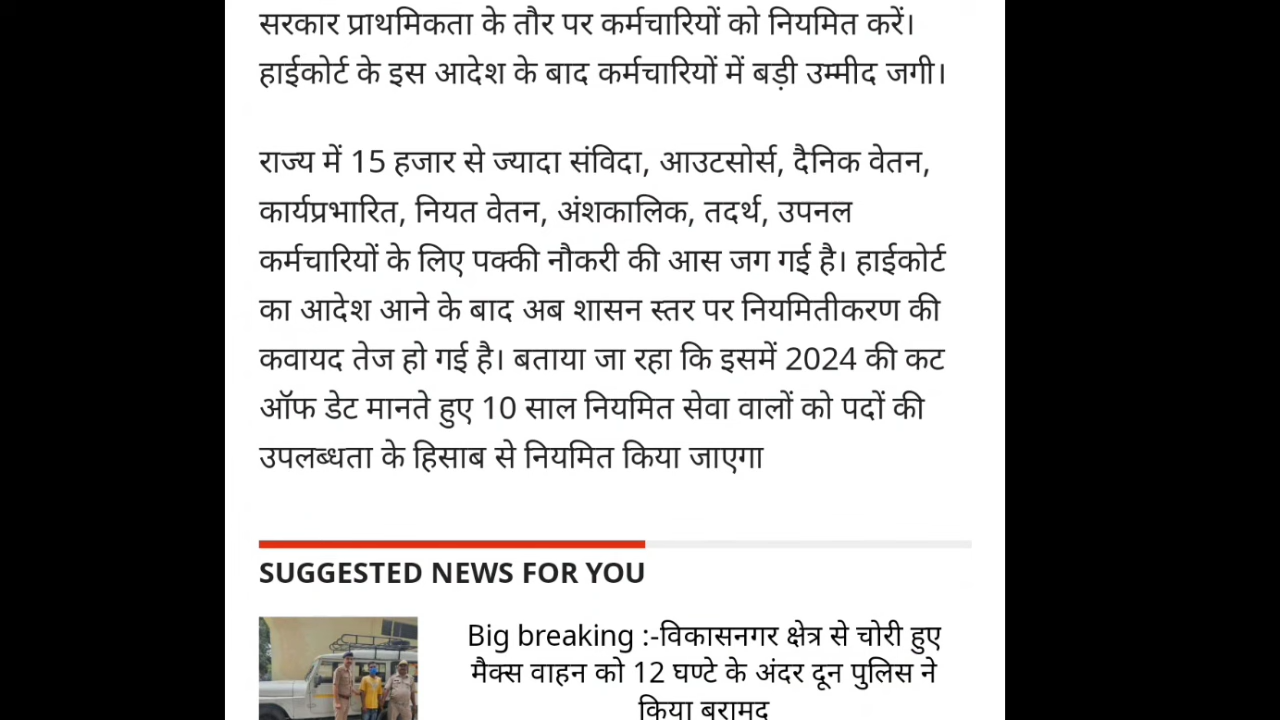 सरकार प्राथमिकता के तौर पर कर्मचारियों को नियमित करें।
हाईकोर्ट के इस आदेश के बाद कर्मचारियों में बड़ी उम्मीद जगी।
राज्य में 15 हजार से ज्यादा संविदा, आउटसोर्स, दैनिक वेतन,
कार्यप्रभारित, नियत वेतन, अंशकालिक, तदर्थ, उपनल
कर्मचारियों के लिए पक्की नौकरी की आस जग गई है। हाईकोर्ट
का आदेश आने के बाद अब शासन स्तर पर नियमितीकरण की
कवायद तेज हो गई है। बताया जा रहा कि इसमें 2024 की कट
ऑफ डेट मानते हुए 10 साल नियमित सेवा वालों को पदों की
उपलब्धता के हिसाब से नियमित किया जाएगा
SUGGESTED NEWS FOR YOU
Big breaking :-विकासनगर क्षेत्र से चोरी हुए
मैक्स वाहन को 12 घण्टे के अंदर दून पुलिस ने
किया बरामद